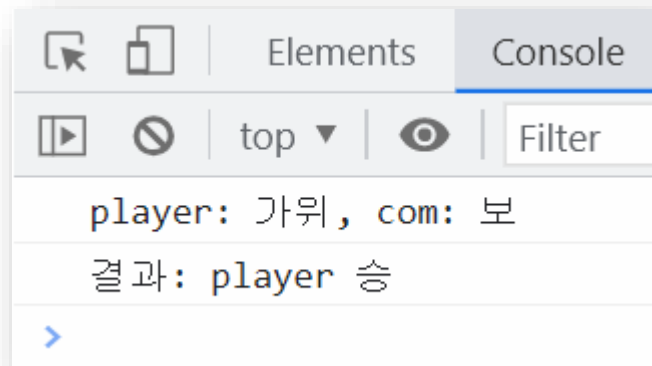 Elements Console
top Filter
player: 가위, com: 보
결과: player 승